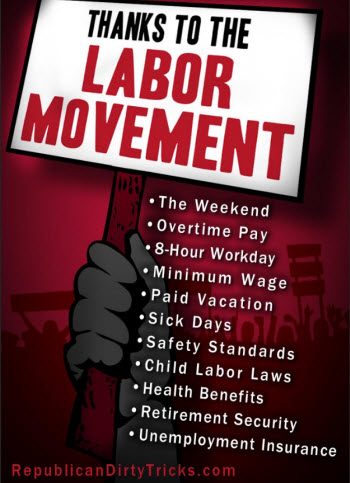 THANKS TO THE
LABOR
MOVEMENT
• The Weekend
• Overtime Pay
• 8-Hour Workday
• Minimum Wage
• Paid Vacation
• Sick Days
• Safety Standards
• Child Labor Laws
• Health Benefits
• Retirement Security
• Unemployment Insurance
RepublicanDirtyTricks.com